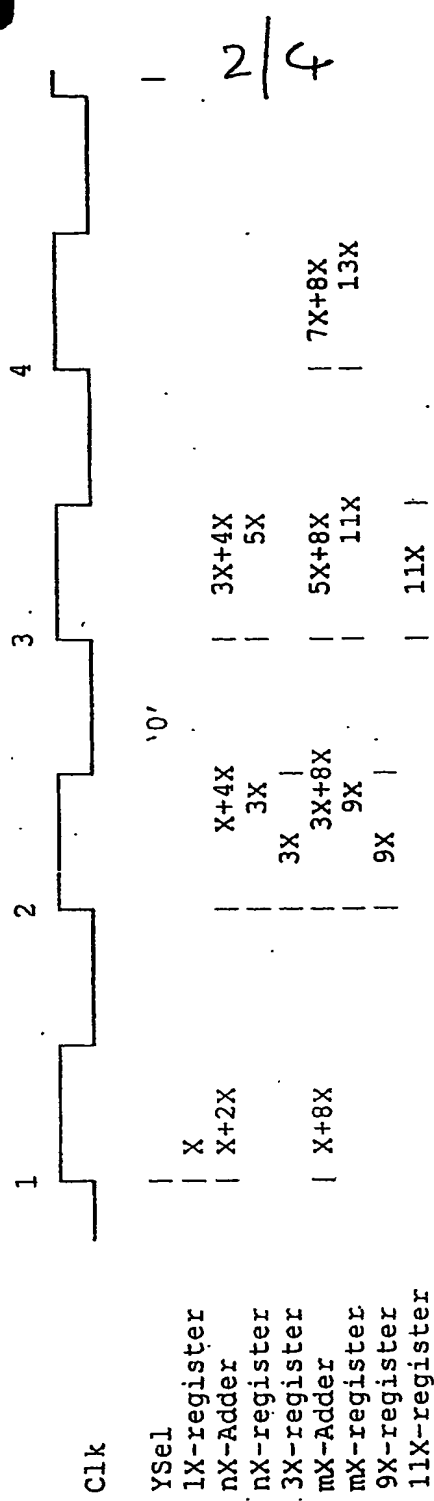 2/4
1 2 3 4
Clk
YSel '0'
1X-register X
nX-Adder X+2X X+4X 3X+4X
nX-register 3X 5X
3X-register 3X
mX-Adder X+8X 3X+8X 5X+8X 7X+8X
mX-register 9X 11X 13X
9X-register 9X
11X-register 11X